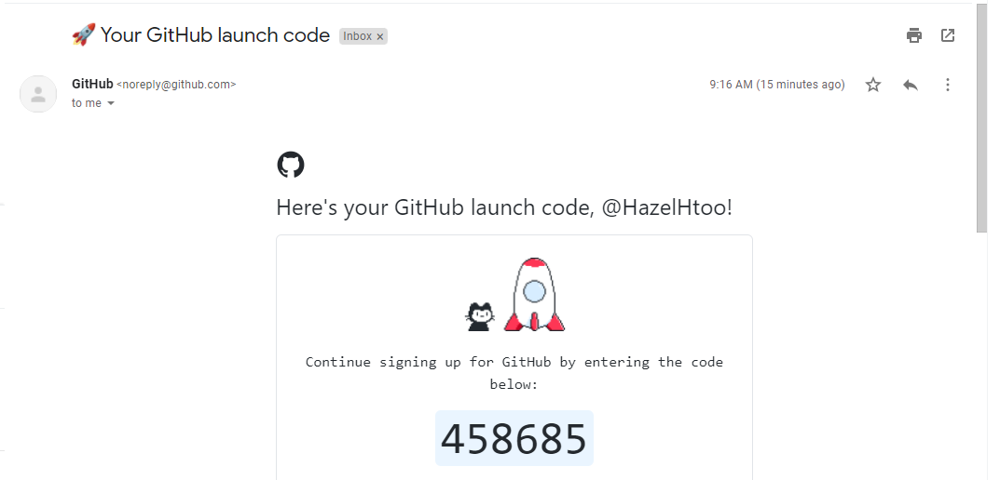 🚀 Your GitHub launch code Inbox ×
GitHub <noreply@github.com> 9:16 AM (15 minutes ago)
to me
Here's your GitHub launch code, @HazelHtoo!
Continue signing up for GitHub by entering the code
below:
458685